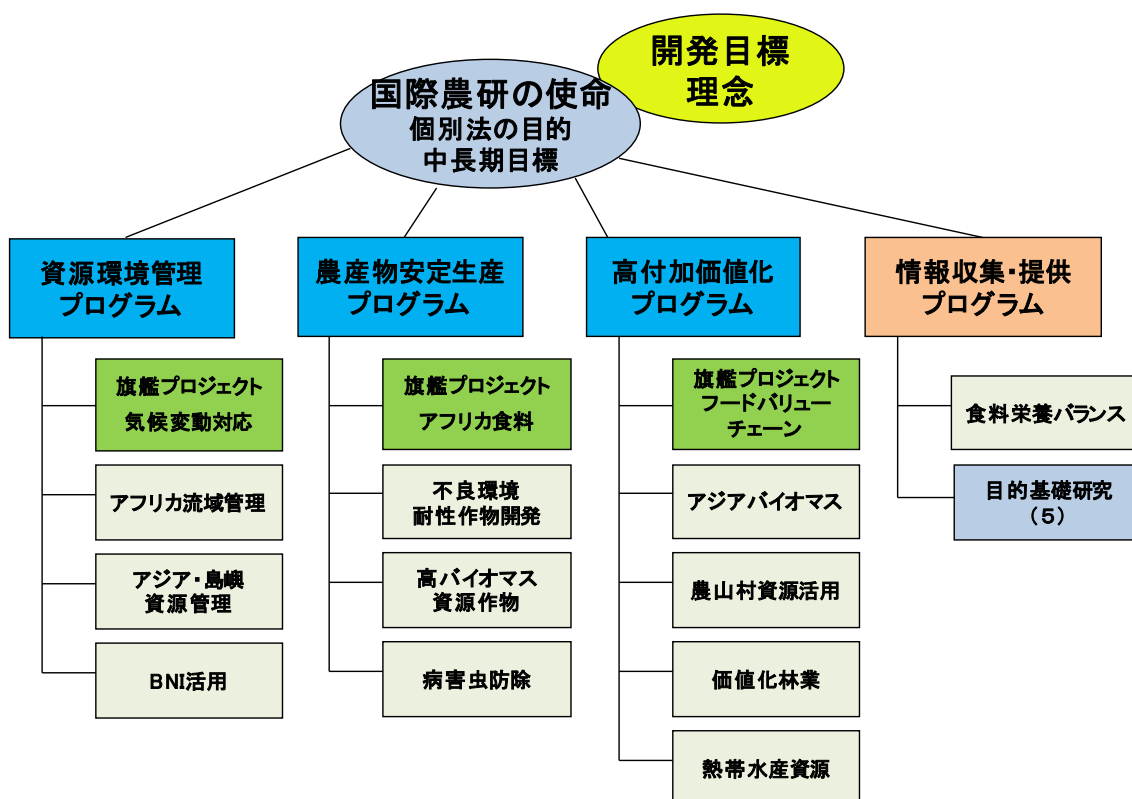 開発目標
理念
国際農研の使命
個別法の目的
中長期目標
資源環境管理
プログラム
旗艦プロジェクト
気候変動対応
アフリカ流域管理
アジア・島嶼
資源管理
BNI活用
農産物安定生産
プログラム
旗艦プロジェクト
アフリカ食料
不良環境
耐性作物開発
高バイオマス
資源作物
病害虫防除
高付加価値化
プログラム
旗艦プロジェクト
フードバリュー
チェーン
アジアバイオマス
農山村資源活用
価値化林業
熱帯水産資源
情報収集・提供
プログラム
食料栄養バランス
目的基礎研究
（５）